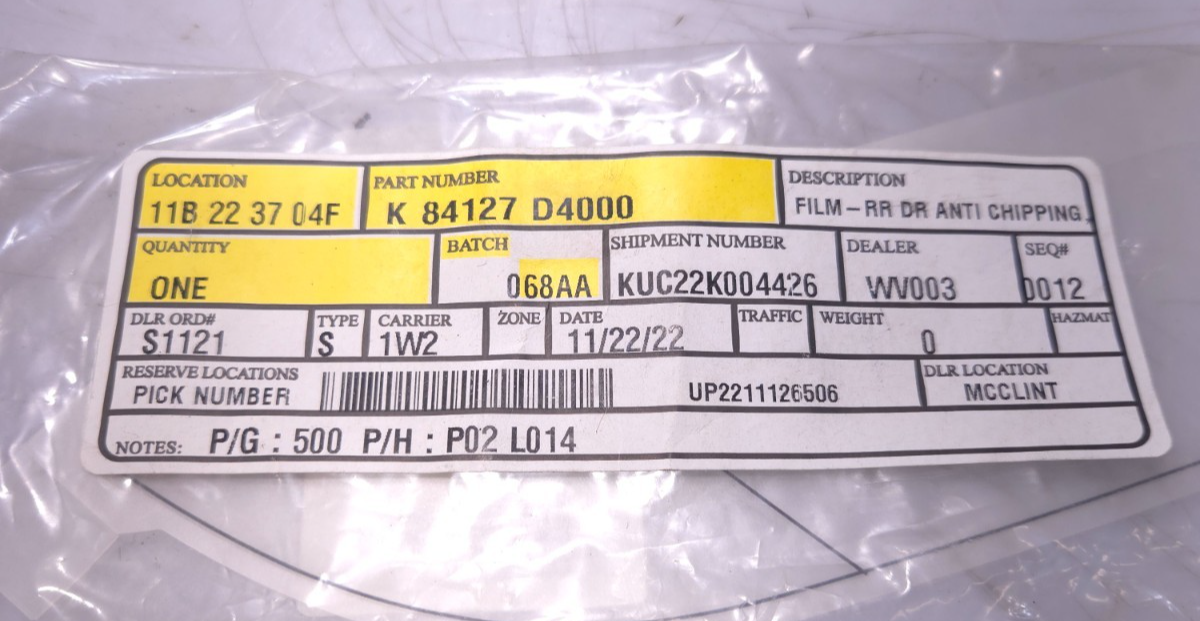 LOCATION PART NUMBER DESCRIPTION
11B 22 37 04F K 84127 D4000 FILM-RR DR ANTI CHIPPING
QUANTITY BATCH SHIPMENT NUMBER DEALER SEQ#
ONE 068AA KUC22K004426 WV003 0012
DLR ORD# TYPE CARRIER ZONE DATE TRAFFIC WEIGHT HAZMAT
S1121 S 1W2 11/22/22 0
RESERVE LOCATIONS DLR LOCATION
PICK NUMBER UP2211126506 MCCLINT
NOTES: P/G : 500 P/H : P02 L014